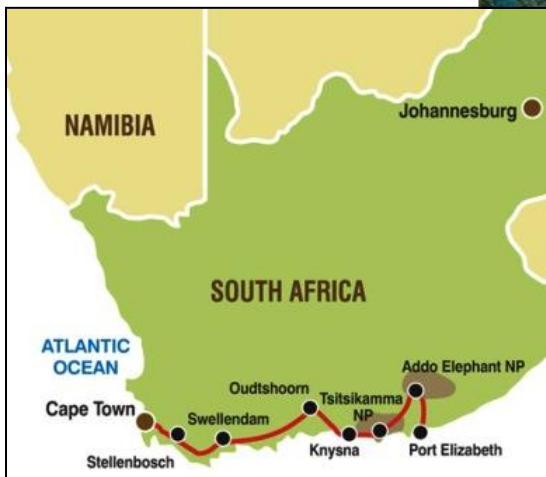 NAMIBIA
Johannesburg
SOUTH AFRICA
ATLANTIC
OCEAN
Addo Elephant NP
Oudtshoorn
Tsitsikamma
NP
Cape Town
Swellendam
Stellenbosch
Knysna
Port Elizabeth